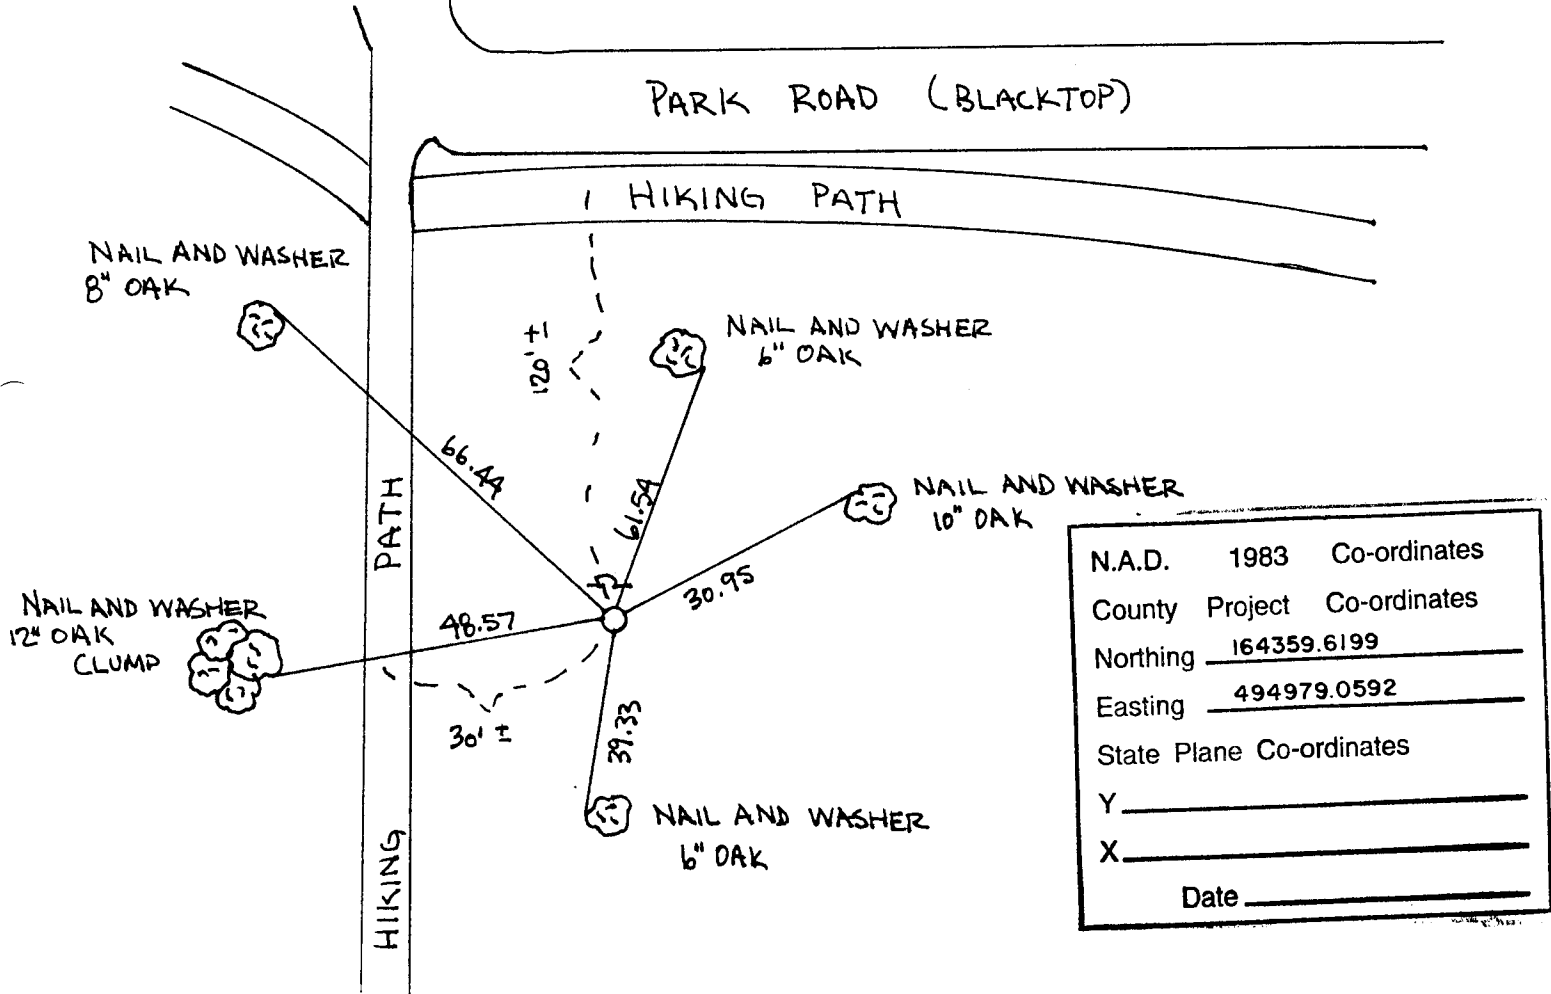 PARK ROAD (BLACKTOP)
HIKING PATH
NAIL AND WASHER
8" OAK
120' ±
NAIL AND WASHER
6" OAK
66.44
61.54
NAIL AND WASHER
10" OAK
30.95
HIKING PATH
NAIL AND WASHER
12" OAK
CLUMP
48.57
30' ±
39.33
NAIL AND WASHER
6" OAK
N.A.D. 1983 Co-ordinates
County Project Co-ordinates
Northing 164359.6199
Easting 494979.0592
State Plane Co-ordinates
Y
X
Date